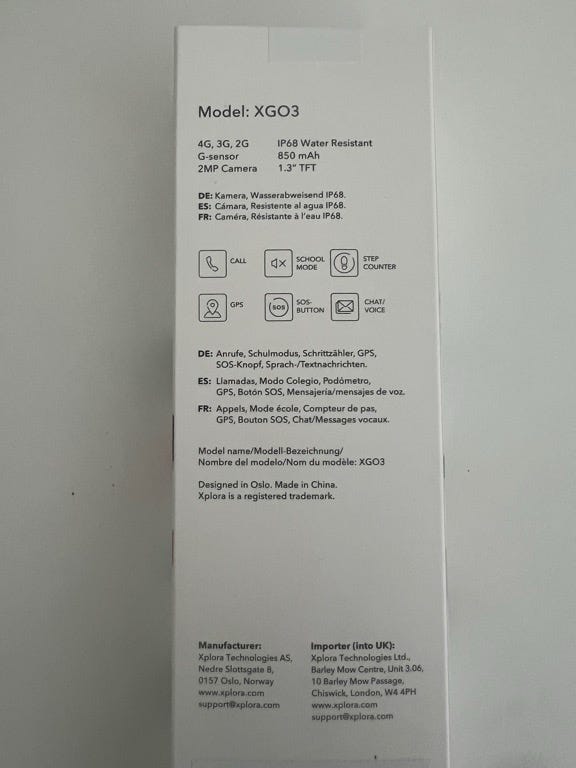 Model: XGO3
4G, 3G, 2G IP68 Water Resistant
G-sensor 850 mAh
2MP Camera 1.3" TFT
DE: Kamera, Wasserabweisend IP68.
ES: Cámara, Resistente al agua IP68.
FR: Caméra, Résistante à l'eau IP68.
CALL
SCHOOL
MODE
STEP
COUNTER
GPS
SOS
SOS-
BUTTON
CHAT/
VOICE
DE: Anrufe, Schulmodus, Schrittzähler, GPS,
SOS-Knopf, Sprach-/Textnachrichten.
ES: Llamadas, Modo Colegio, Podómetro,
GPS, Botón SOS, Mensajería/mensajes de voz.
FR: Appels, Mode école, Compteur de pas,
GPS, Bouton SOS, Chat/Messages vocaux.
Model name/Modell-Bezeichnung/
Nombre del modelo/Nom du modèle: XGO3
Designed in Oslo. Made in China.
Xplora is a registered trademark.
Manufacturer:
Xplora Technologies AS,
Nedre Slottsgate 8,
0157 Oslo, Norway
www.xplora.com
support@xplora.com
Importer (into UK):
Xplora Technologies Ltd.,
Barley Mow Centre, Unit 3.06,
10 Barley Mow Passage,
Chiswick, London, W4 4PH
www.xplora.com
support@xplora.com